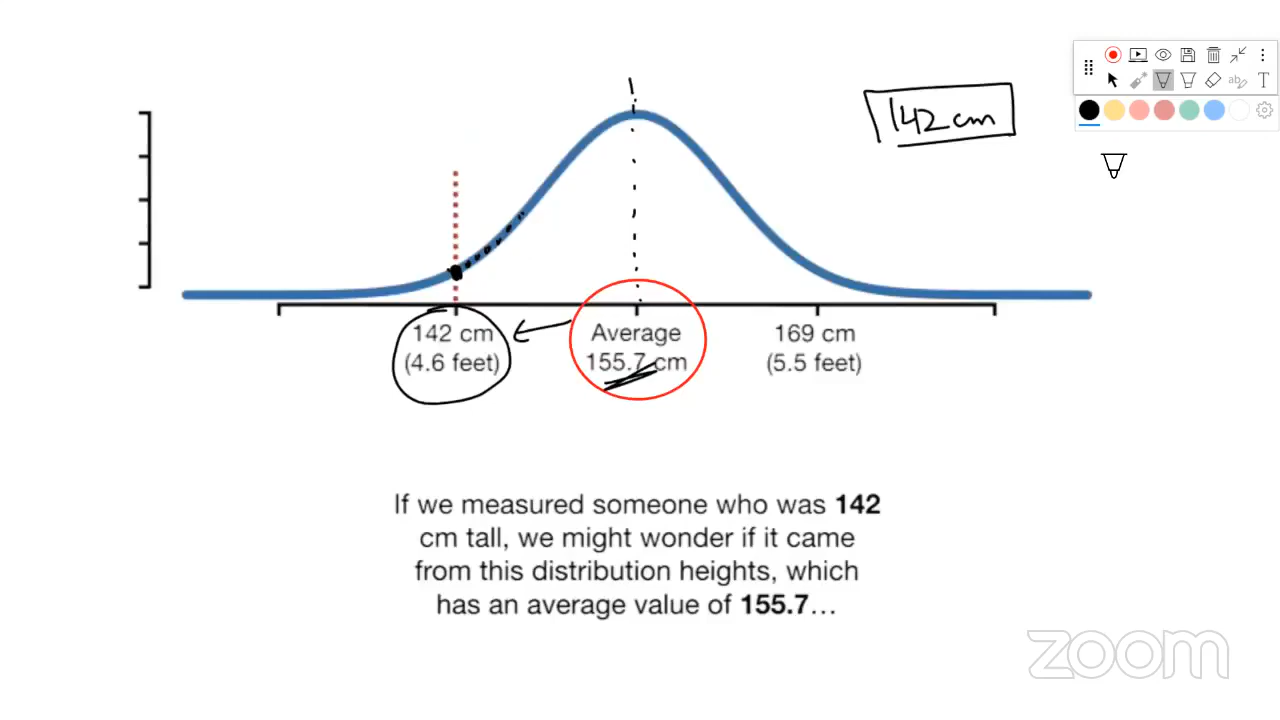 142 cm
142 cm
(4.6 feet)
Average
155.7 cm
169 cm
(5.5 feet)
If we measured someone who was 142
cm tall, we might wonder if it came
from this distribution heights, which
has an average value of 155.7...
ab
T
zoom